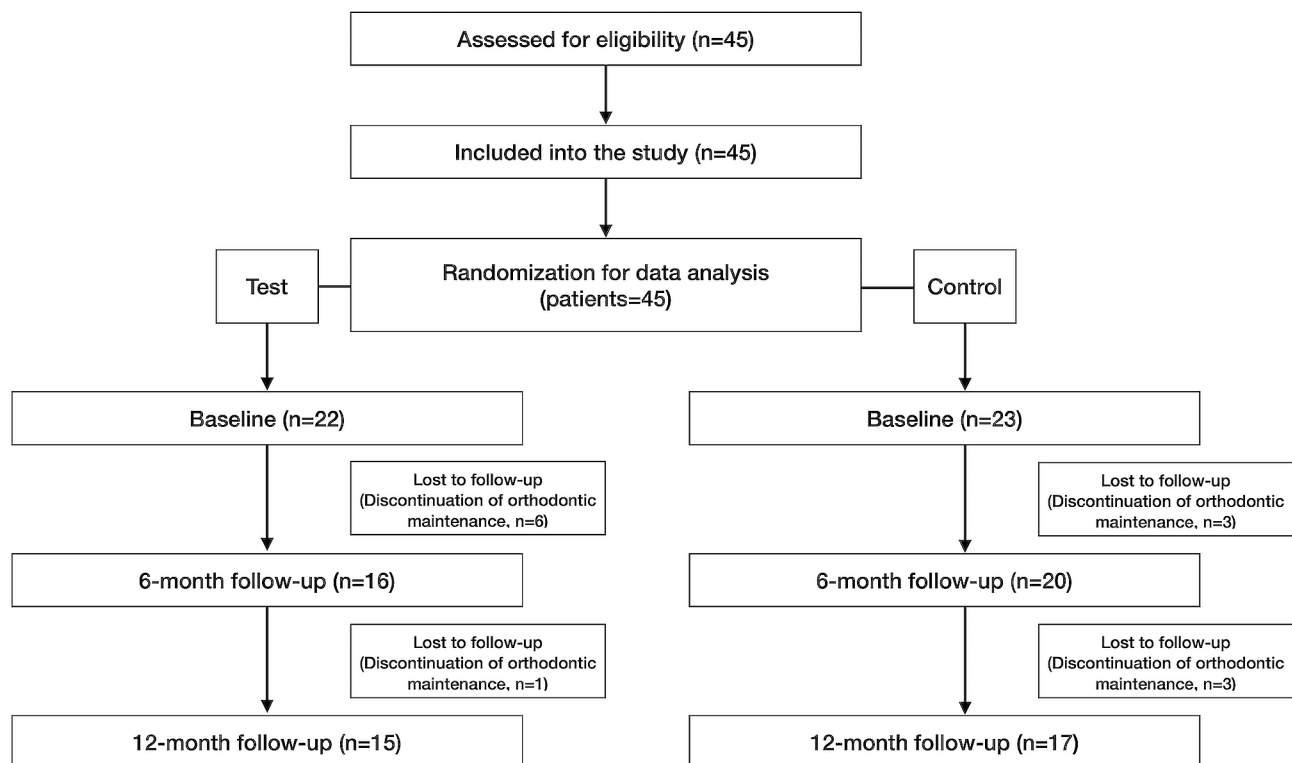 Assessed for eligibility (n=45)
Included into the study (n=45)
Randomization for data analysis
(patients=45)
Test
Control
Baseline (n=22)
Baseline (n=23)
Lost to follow-up
(Discontinuation of orthodontic
maintenance, n=6)
Lost to follow-up
(Discontinuation of orthodontic
maintenance, n=3)
6-month follow-up (n=16)
6-month follow-up (n=20)
Lost to follow-up
(Discontinuation of orthodontic
maintenance, n=1)
Lost to follow-up
(Discontinuation of orthodontic
maintenance, n=3)
12-month follow-up (n=15)
12-month follow-up (n=17)